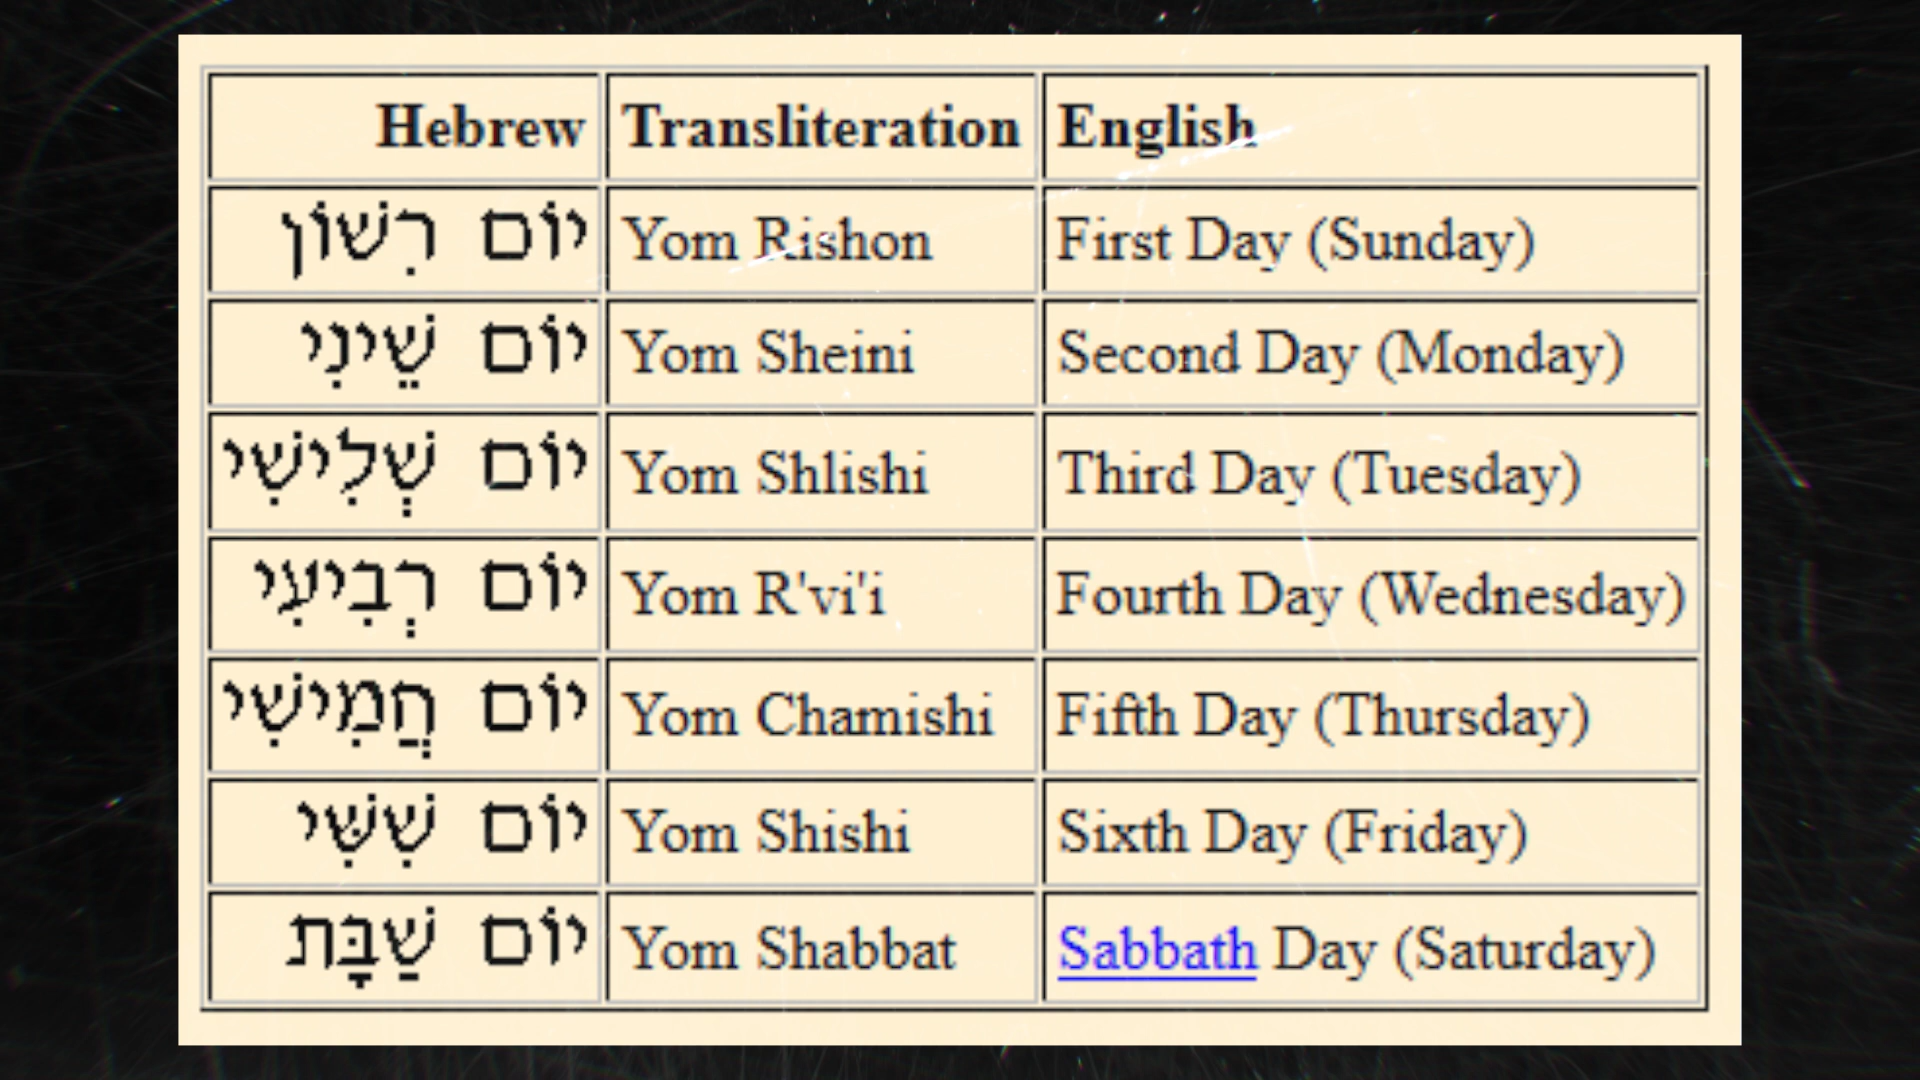 Hebrew Transliteration English
יוֹם רִשׁוֹן Yom Rishon First Day (Sunday)
יוֹם שֵׁינִי Yom Sheini Second Day (Monday)
יוֹם שְׁלִישִׁי Yom Shlishi Third Day (Tuesday)
יוֹם רְבִיעִי Yom R'vi'i Fourth Day (Wednesday)
יוֹם חֲמִישִׁי Yom Chamishi Fifth Day (Thursday)
יוֹם שִׁשִּׁי Yom Shishi Sixth Day (Friday)
יוֹם שַׁבָּת Yom Shabbat Sabbath Day (Saturday)